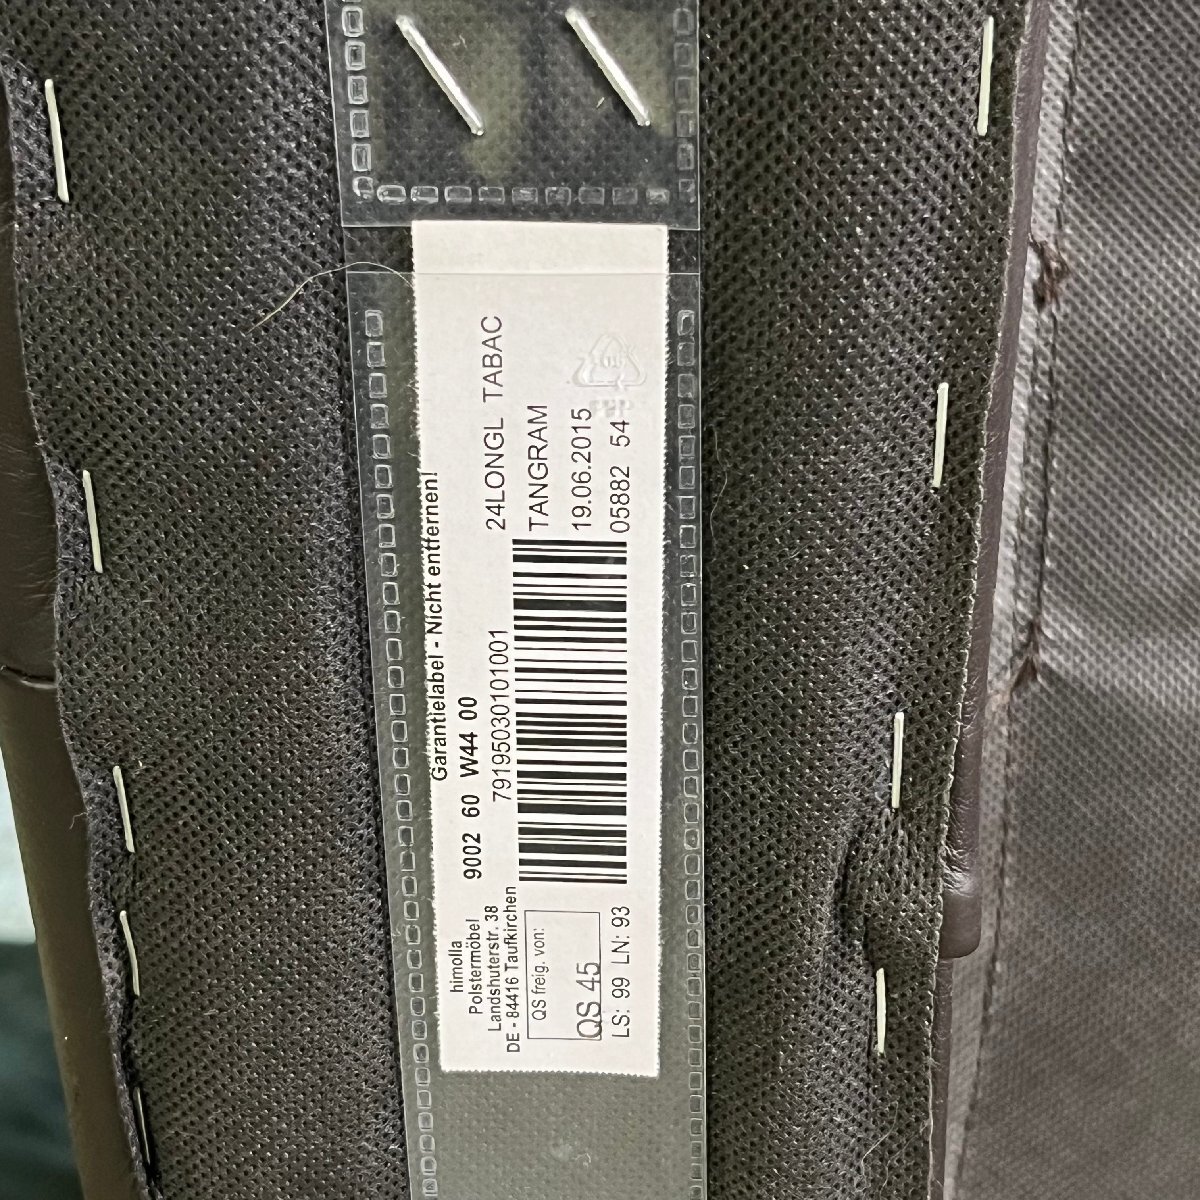 Garantielabel - Nicht entfernen!
himolla
Polstermöbel
Landshuterstr. 38
DE - 84416 Taufkirchen
9002 60 W44 00
79195030101001
24LONGL TABAC
TANGRAM
19.06.2015
05882 54
QS freig. von:
QS 45
LS: 99 LN: 93